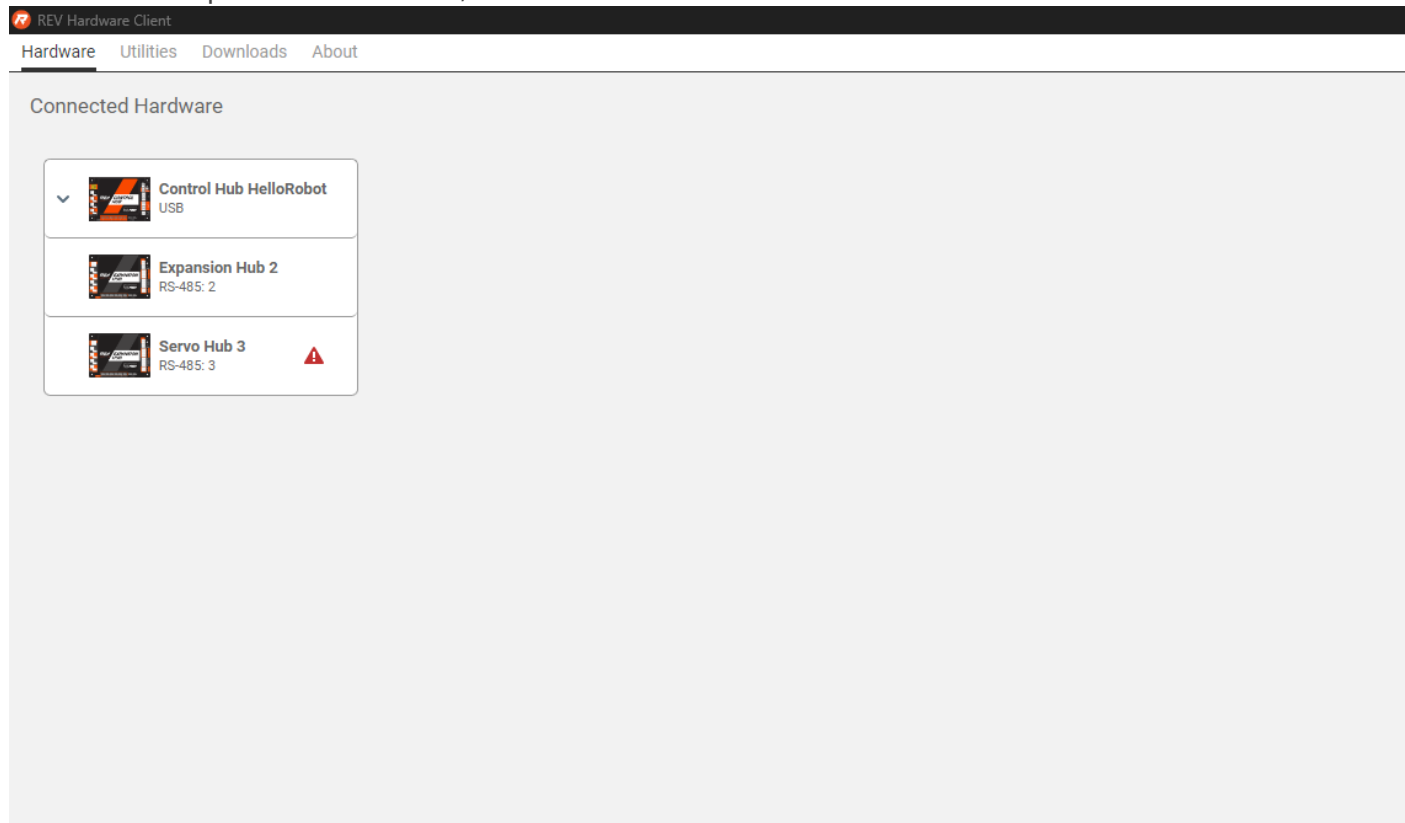 REV Hardware Client
Hardware Utilities Downloads About
Connected Hardware
Control Hub HelloRobot
USB
Expansion Hub 2
RS-485: 2
Servo Hub 3
RS-485: 3